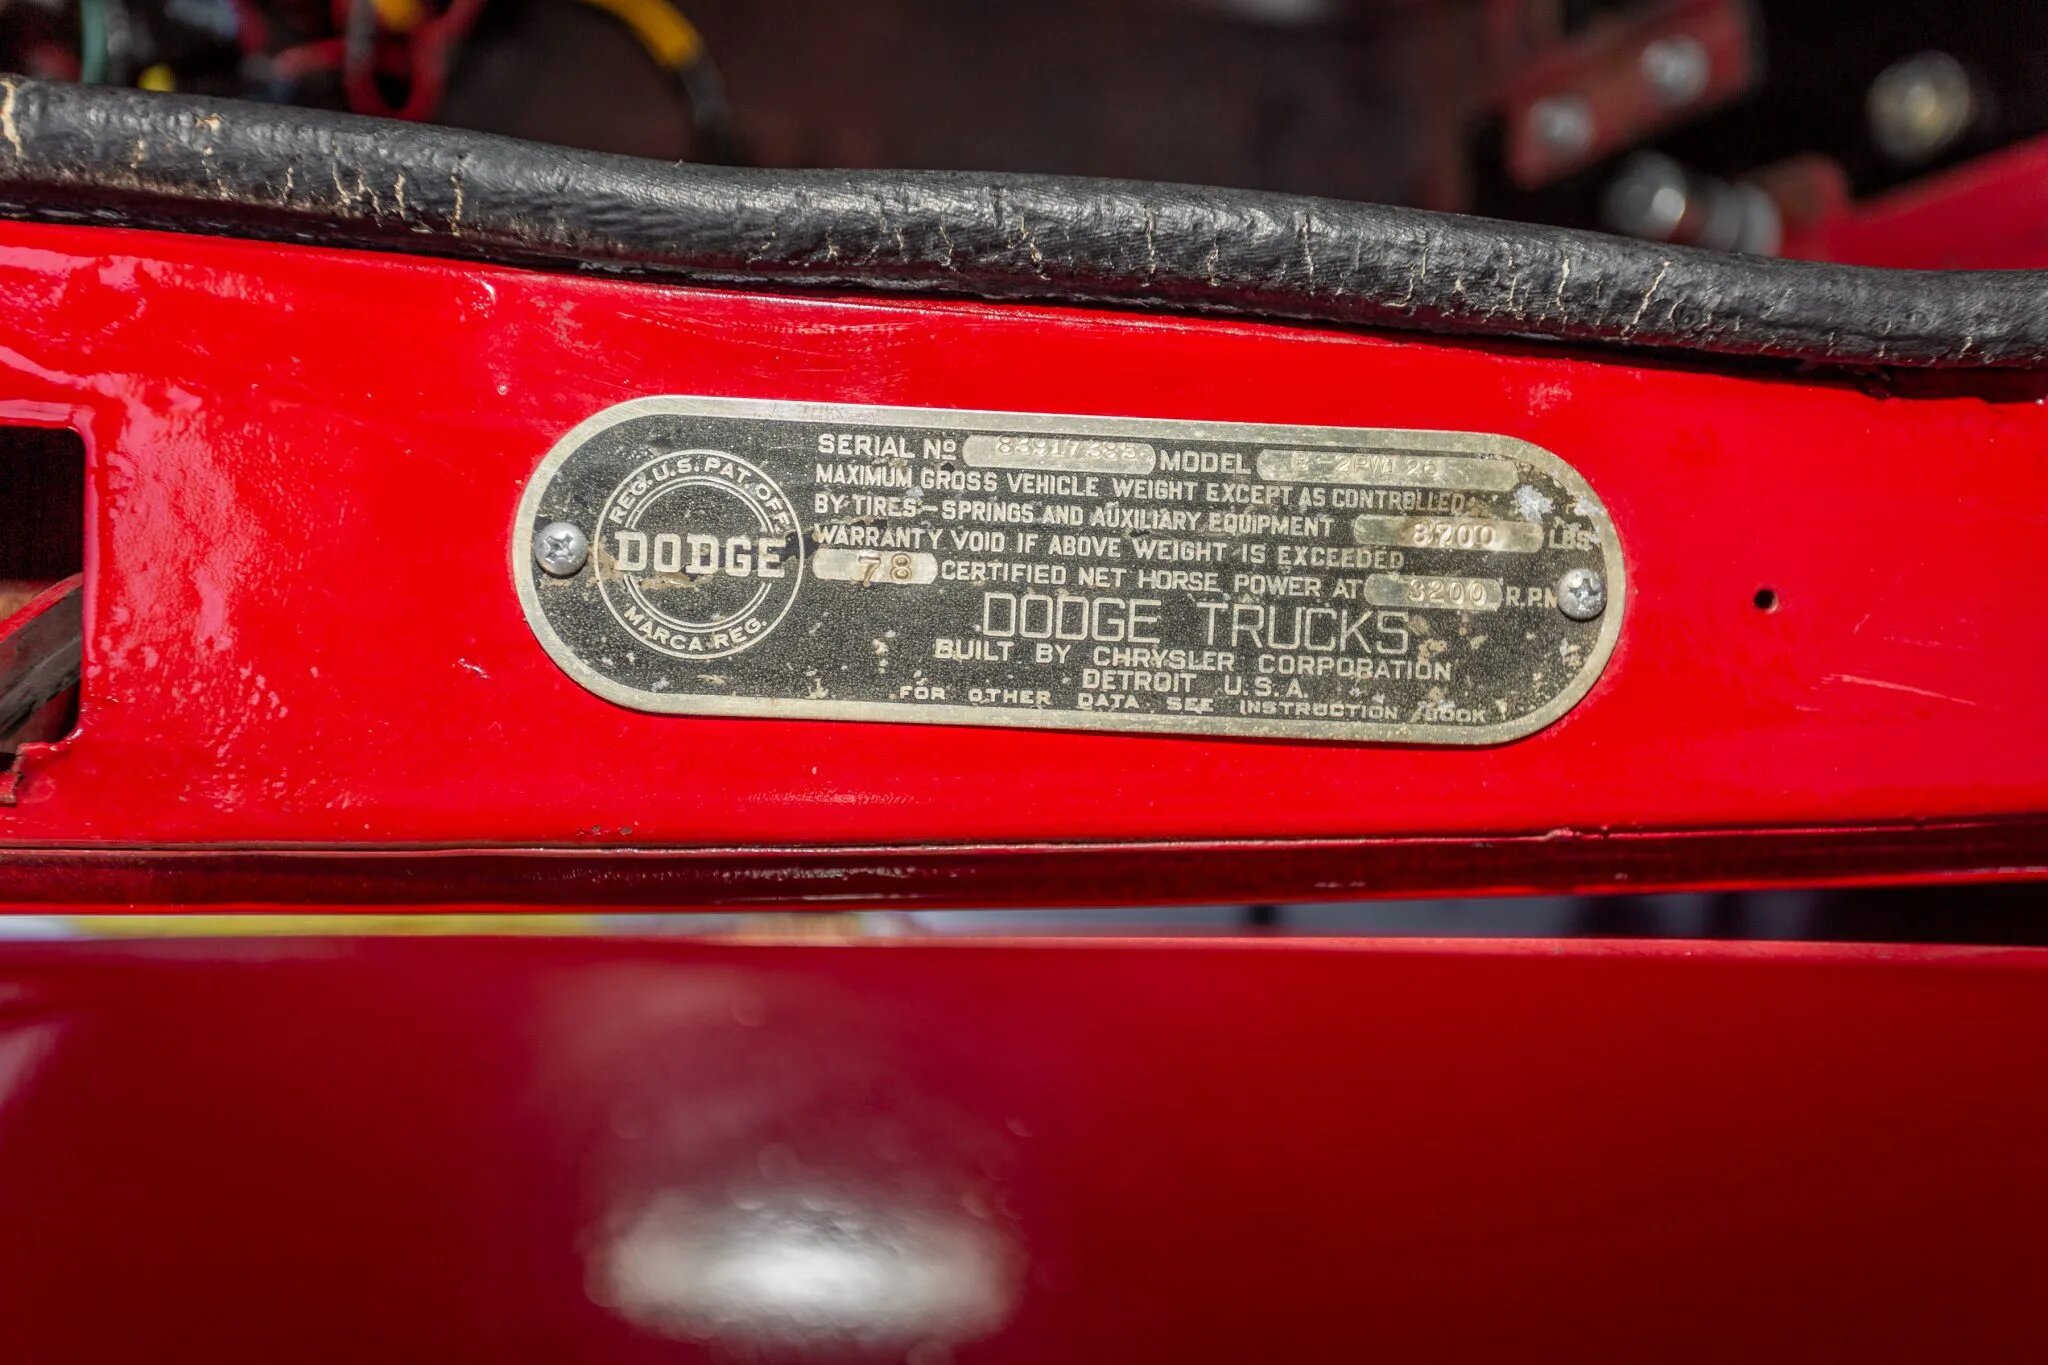 REG. U.S. PAT. OFF.
DODGE
MARCA REG.
SERIAL Nº 83917385 MODEL B-2PW126
MAXIMUM GROSS VEHICLE WEIGHT EXCEPT AS CONTROLLED
BY TIRES-SPRINGS AND AUXILIARY EQUIPMENT 8700 LBS.
WARRANTY VOID IF ABOVE WEIGHT IS EXCEEDED
78 CERTIFIED NET HORSE POWER AT 3200 R.P.M
DODGE TRUCKS
BUILT BY CHRYSLER CORPORATION
DETROIT U.S.A.
FOR OTHER DATA SEE INSTRUCTION BOOK